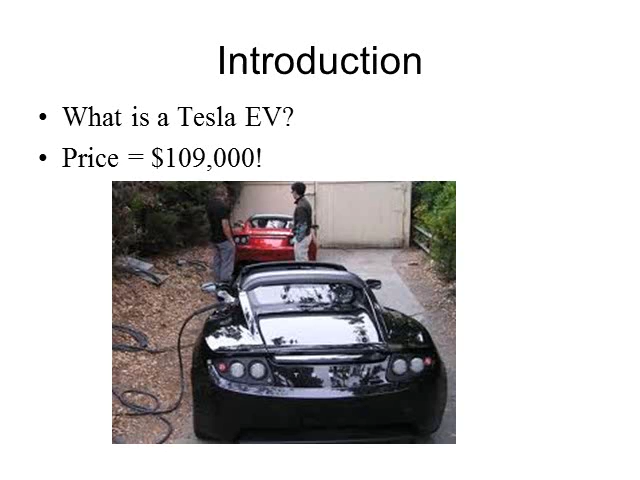 Introduction
• What is a Tesla EV?
• Price = $109,000!